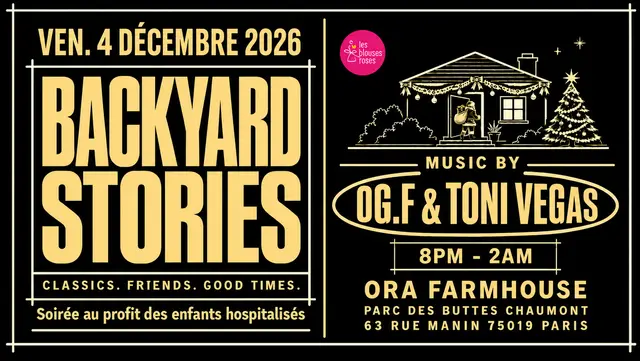 VEN. 4 DÉCEMBRE 2026
BACKYARD
STORIES
CLASSICS. FRIENDS. GOOD TIMES.
Soirée au profit des enfants hospitalisés
les
blouses
roses
MUSIC BY
OG.F & TONI VEGAS
8PM - 2AM
ORA FARMHOUSE
PARC DES BUTTES CHAUMONT
63 RUE MANIN 75019 PARIS